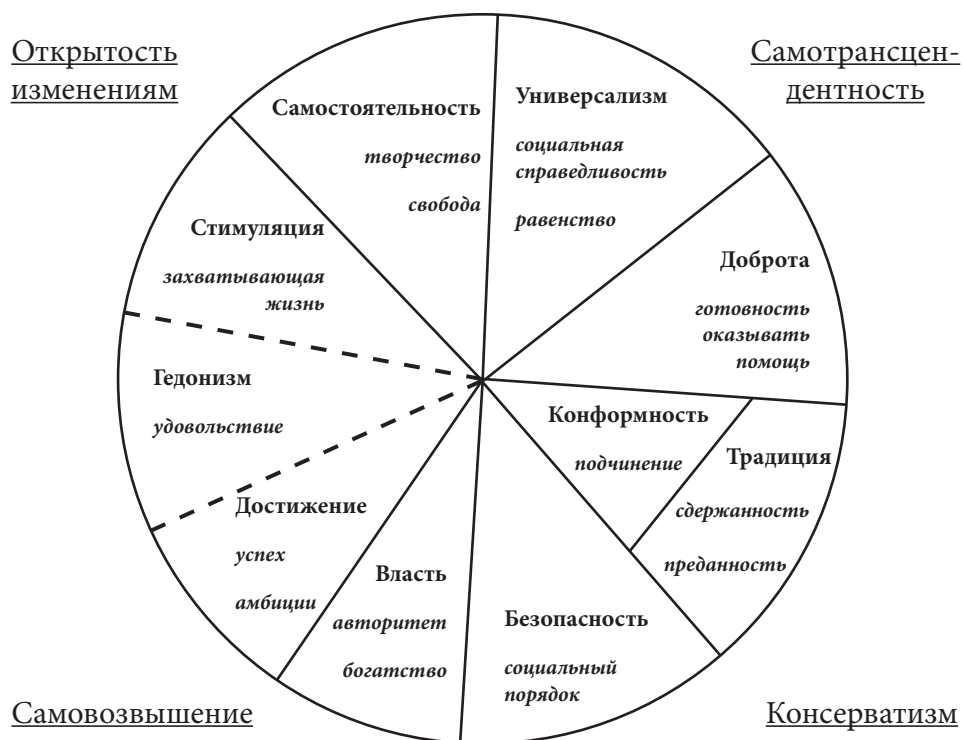 Открытость
изменениям
Самотрансцен-
дентность
Самостоятельность
творчество
свобода
Универсализм
социальная
справедливость
равенство
Стимуляция
захватывающая
жизнь
Доброта
готовность
оказывать
помощь
Гедонизм
удовольствие
Конформность
подчинение
Традиция
сдержанность
преданность
Достижение
успех
амбиции
Власть
авторитет
богатство
Безопасность
социальный
порядок
Самовозвышение
Консерватизм